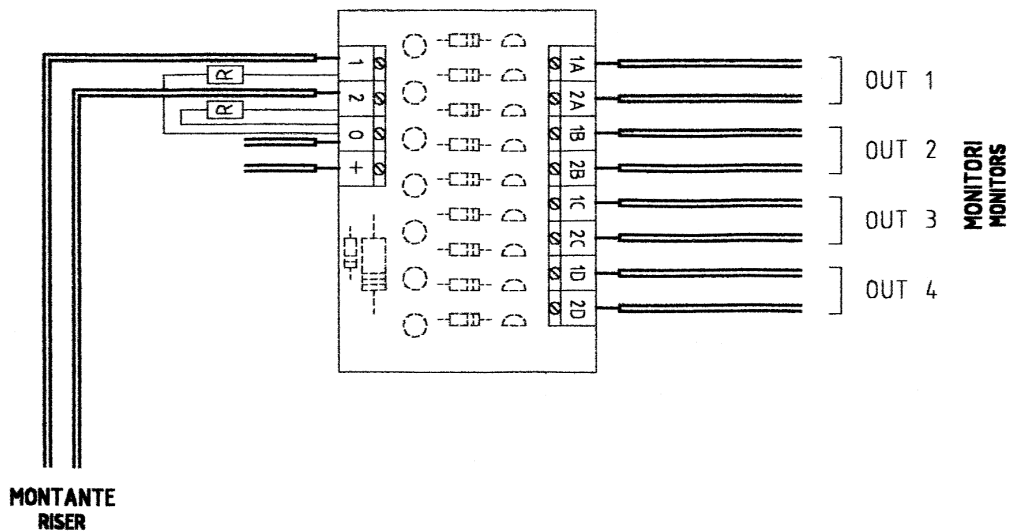 1
R
2
R
0
+
1A
2A
1B
2B
1C
2C
1D
2D
OUT 1
OUT 2
OUT 3
OUT 4
MONITORI
MONITORS
MONTANTE
RISER